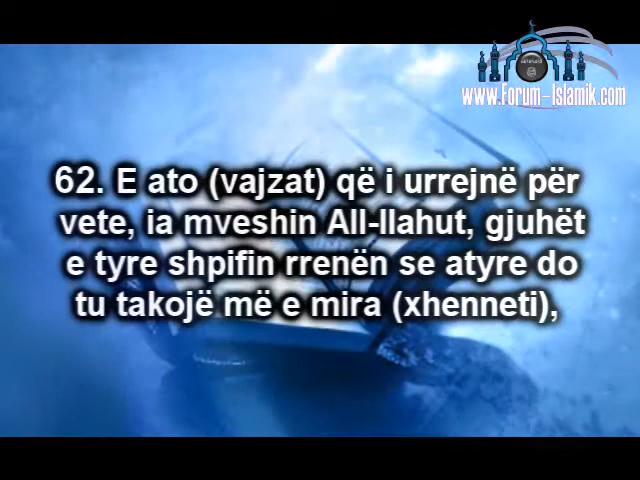 www.Forum-Islamik.com
62. E ato (vajzat) që i urrejnë për
vete, ia mveshin All-llahut, gjuhët
e tyre shpifin rrenën se atyre do
tu takojë më e mira (xhenneti),